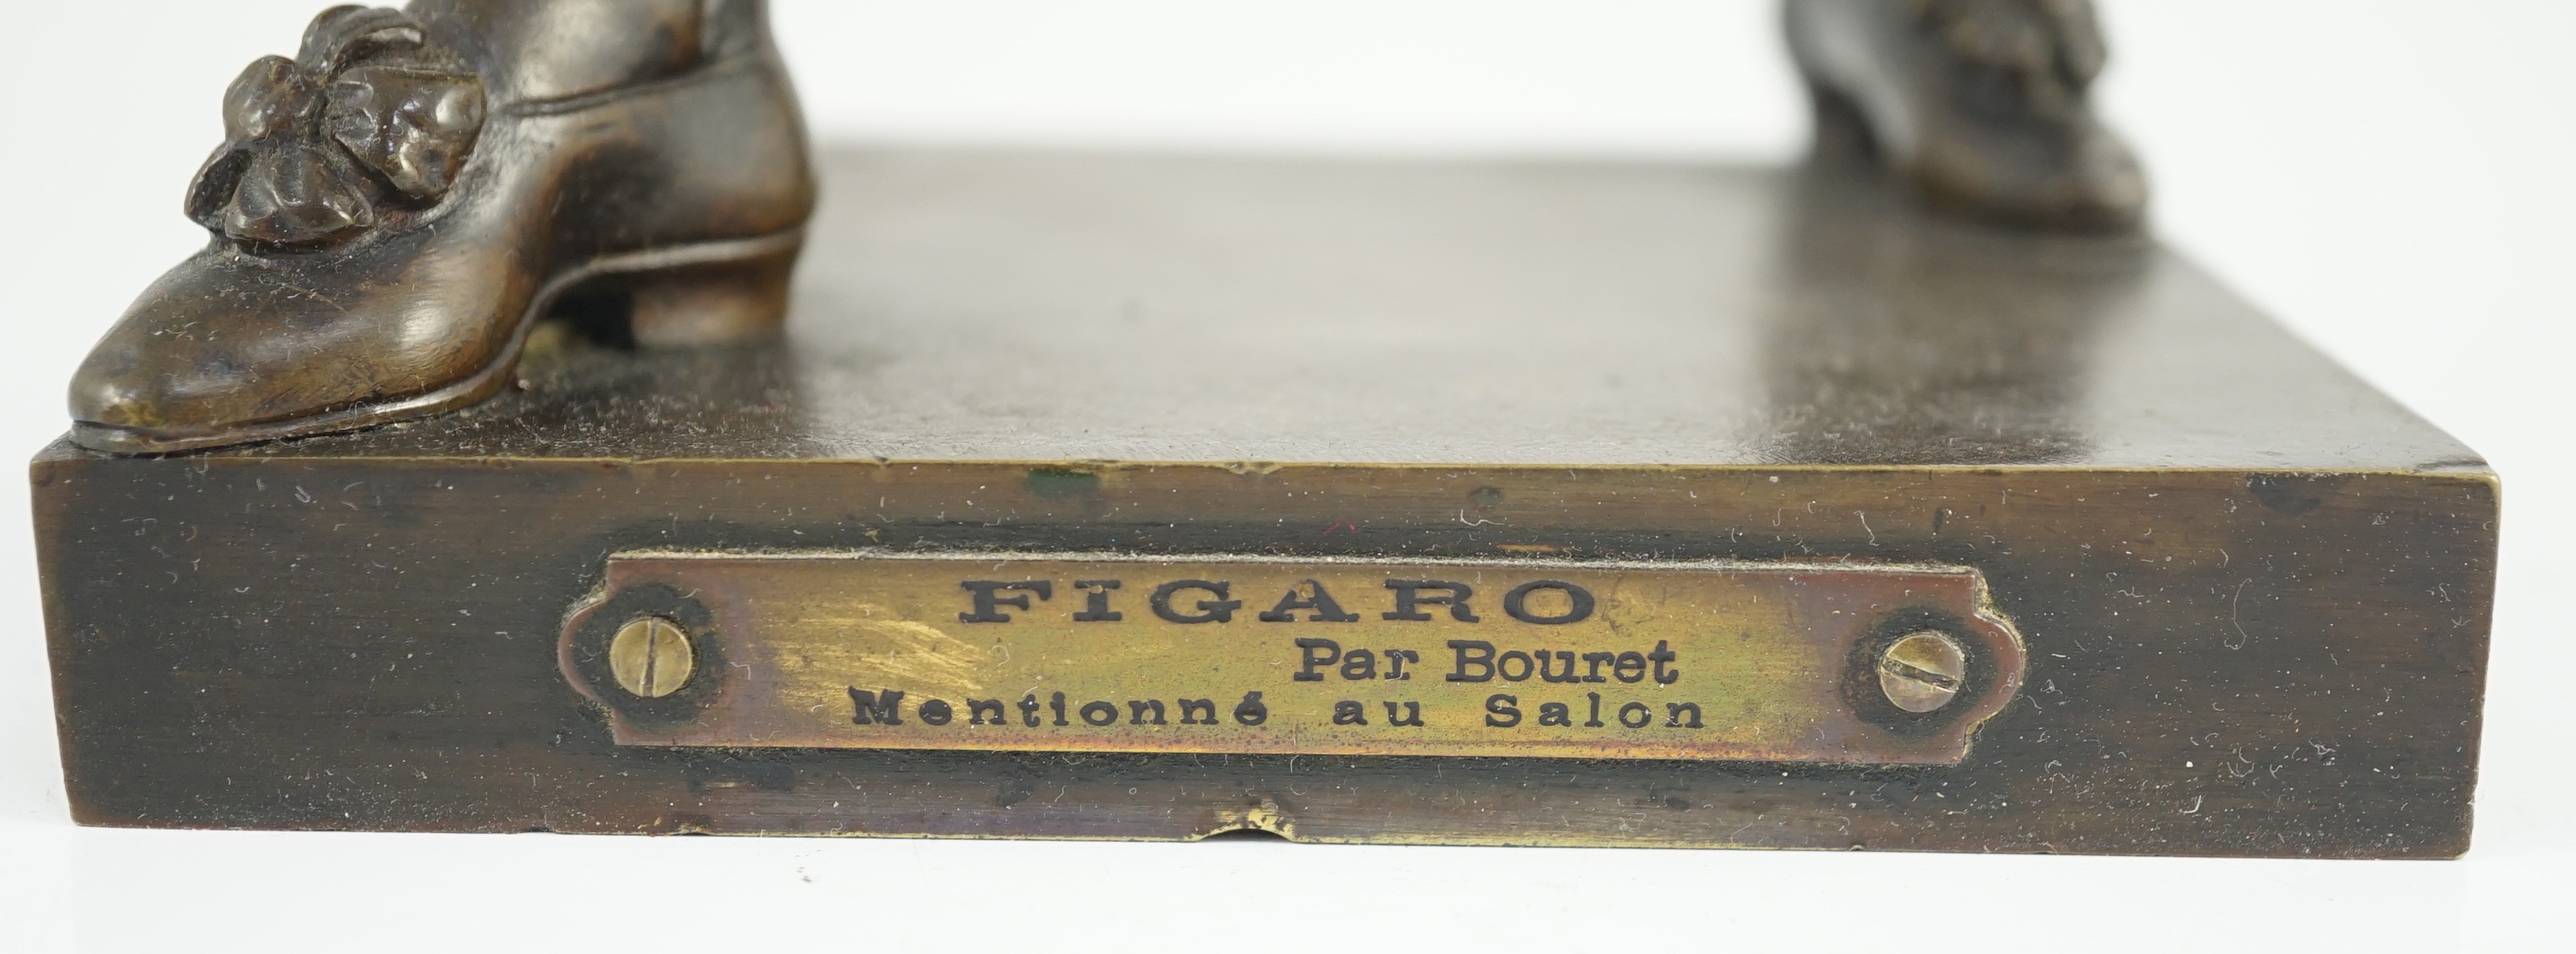 FIGARO
Par Bouret
Mentionné au Salon